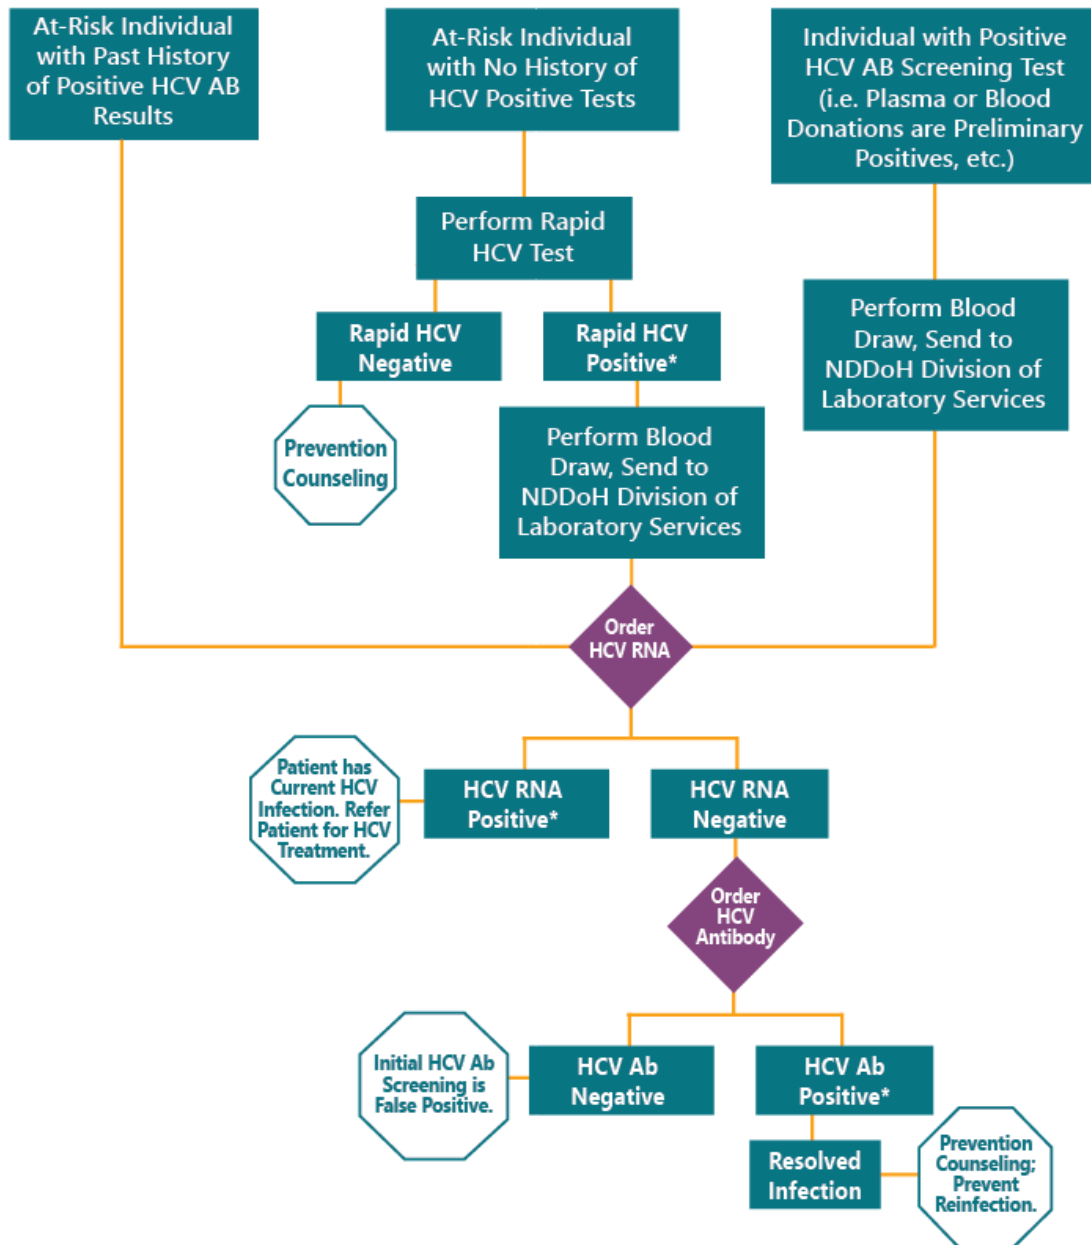 At-Risk Individual
with Past History
of Positive HCV AB
Results
At-Risk Individual
with No History of
HCV Positive Tests
Individual with Positive
HCV AB Screening Test
(i.e. Plasma or Blood
Donations are Preliminary
Positives, etc.)
Perform Rapid
HCV Test
Rapid HCV
Negative
Rapid HCV
Positive*
Perform Blood
Draw, Send to
NDDoH Division of
Laboratory Services
Prevention
Counseling
Perform Blood
Draw, Send to
NDDoH Division of
Laboratory Services
Order
HCV RNA
Patient has
Current HCV
Infection. Refer
Patient for HCV
Treatment.
HCV RNA
Positive*
HCV RNA
Negative
Order
HCV
Antibody
Initial HCV Ab
Screening is
False Positive.
HCV Ab
Negative
HCV Ab
Positive*
Resolved
Infection
Prevention
Counseling;
Prevent
Reinfection.